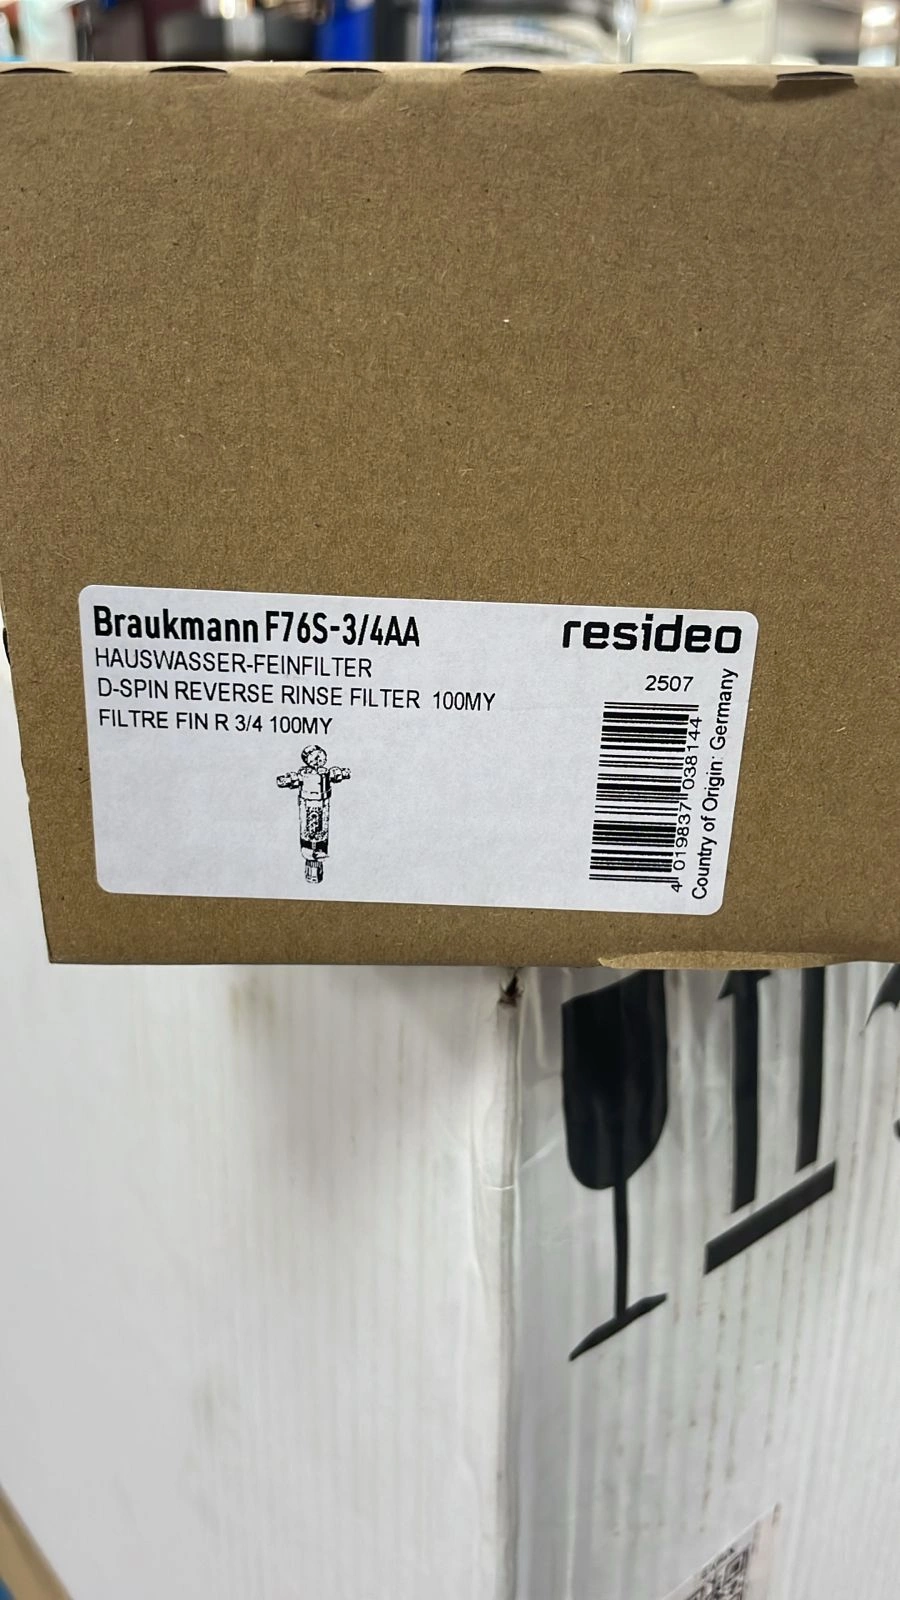 Braukmann F76S-3/4AA
HAUSWASSER-FEINFILTER
D-SPIN REVERSE RINSE FILTER 100MY
FILTRE FIN R 3/4 100MY
resideo
2507
4 019837 038144
Country of Origin: Germany